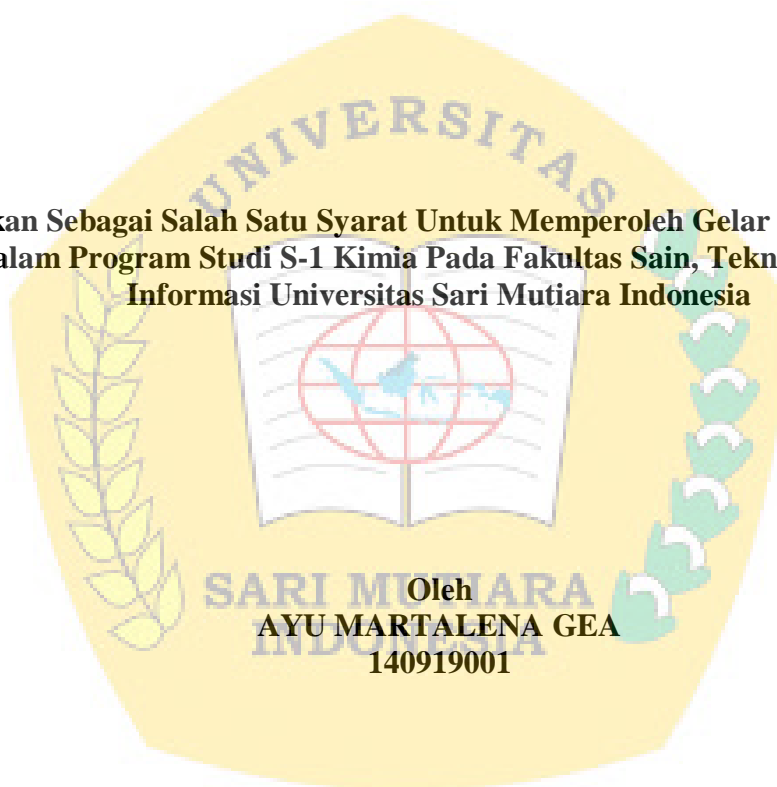 UNIVERSITAS
kan Sebagai Salah Satu Syarat Untuk Memperoleh Gelar
alam Program Studi S-1 Kimia Pada Fakultas Sain, Tekn
Informasi Universitas Sari Mutiara Indonesia
SARI MUTIARA
INDONESIA
Oleh
AYU MARTALENA GEA
140919001